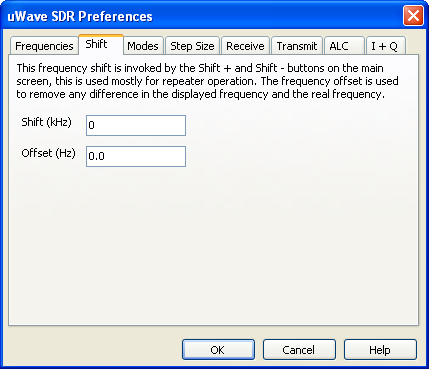 uWave SDR Preferences
Frequencies Shift Modes Step Size Receive Transmit ALC I + Q
This frequency shift is invoked by the Shift + and Shift - buttons on the main
screen, this is used mostly for repeater operation. The frequency offset is used
to remove any difference in the displayed frequency and the real frequency.
Shift (kHz) 0
Offset (Hz) 0.0
OK Cancel Help